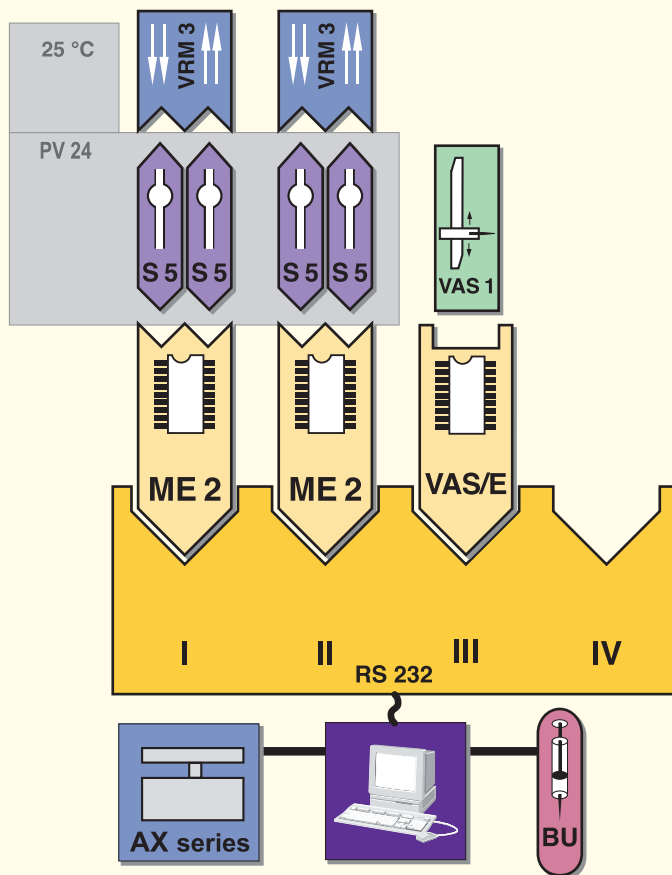 25 °C
VRM 3
VRM 3
PV 24
S 5
S 5
S 5
S 5
VAS 1
ME 2
ME 2
VAS/E
I
II
III
IV
RS 232
AX series
BU